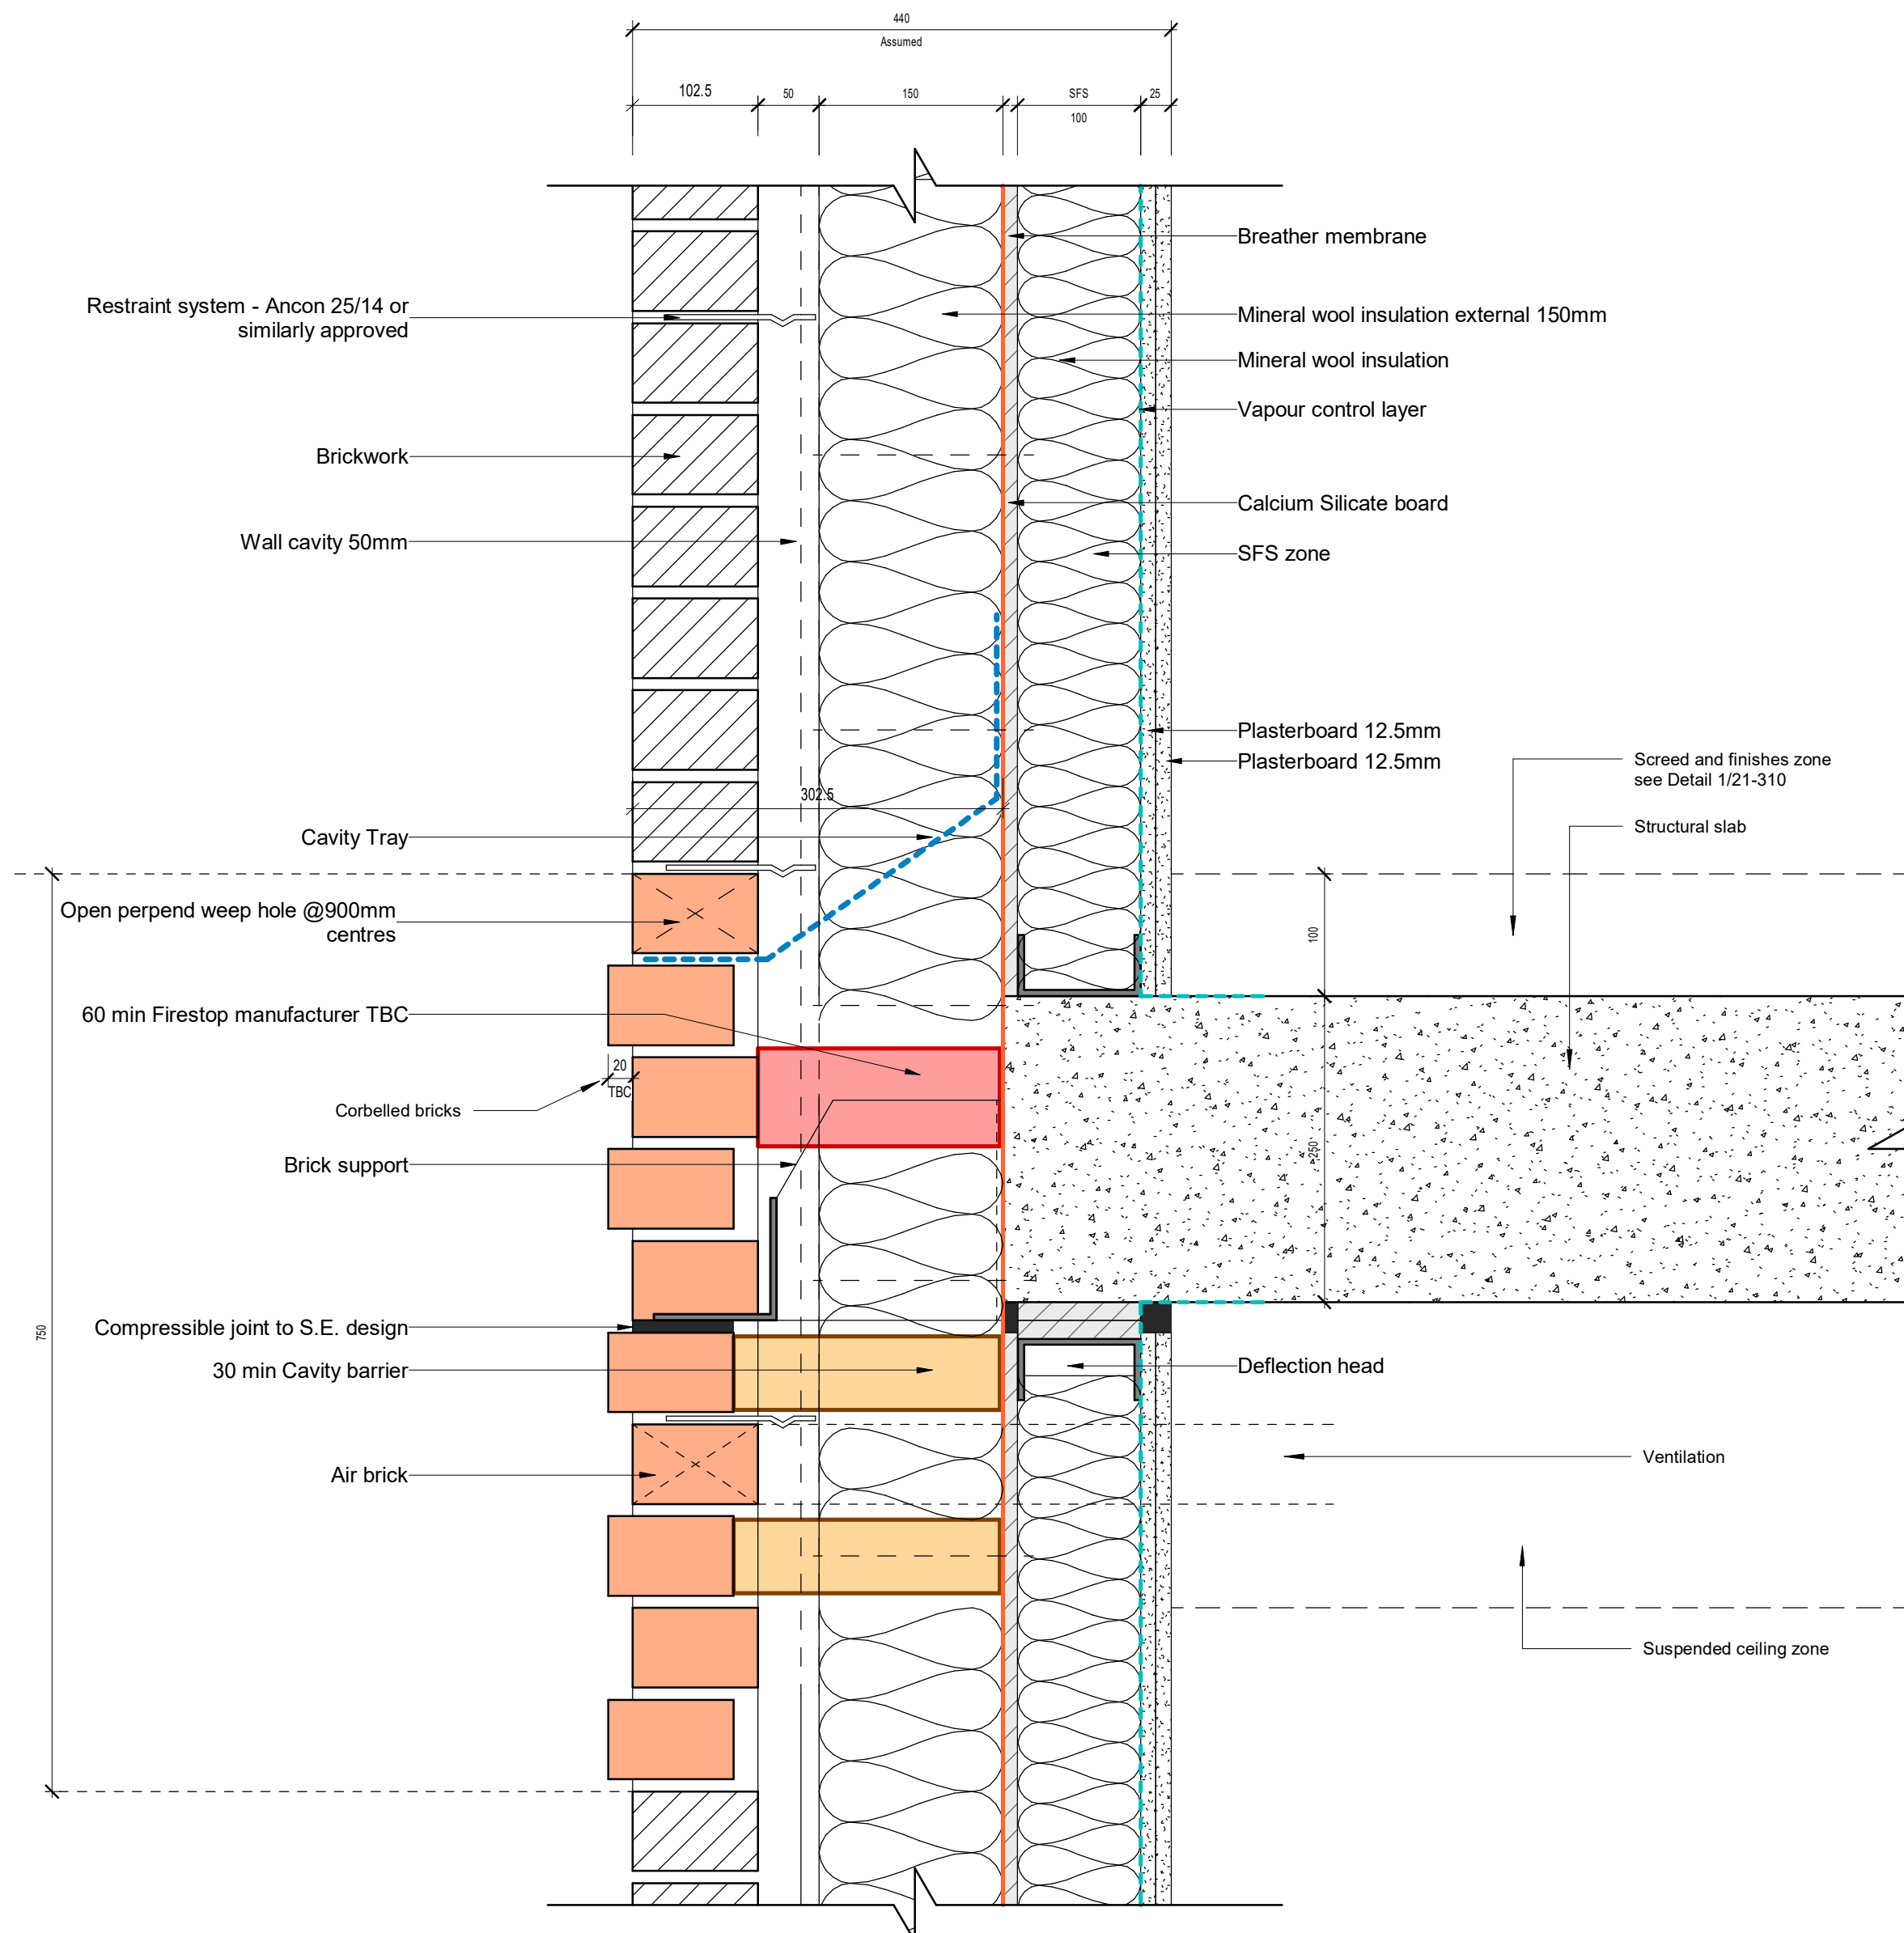 440
Assumed
102.5
50
150
SFS
25
100
Breather membrane
Restraint system - Ancon 25/14 or
similarly approved
Mineral wool insulation external 150mm
Mineral wool insulation
Vapour control layer
Brickwork
Calcium Silicate board
Wall cavity 50mm
SFS zone
Plasterboard 12.5mm
Plasterboard 12.5mm
Screed and finishes zone
see Detail 1/21-310
302.5
Structural slab
Cavity Tray
Open perpend weep hole @900mm
centres
100
60 min Firestop manufacturer TBC
20
TBC
Corbelled bricks
250
Brick support
Compressible joint to S.E. design
750
30 min Cavity barrier
Deflection head
Air brick
Ventilation
Suspended ceiling zone